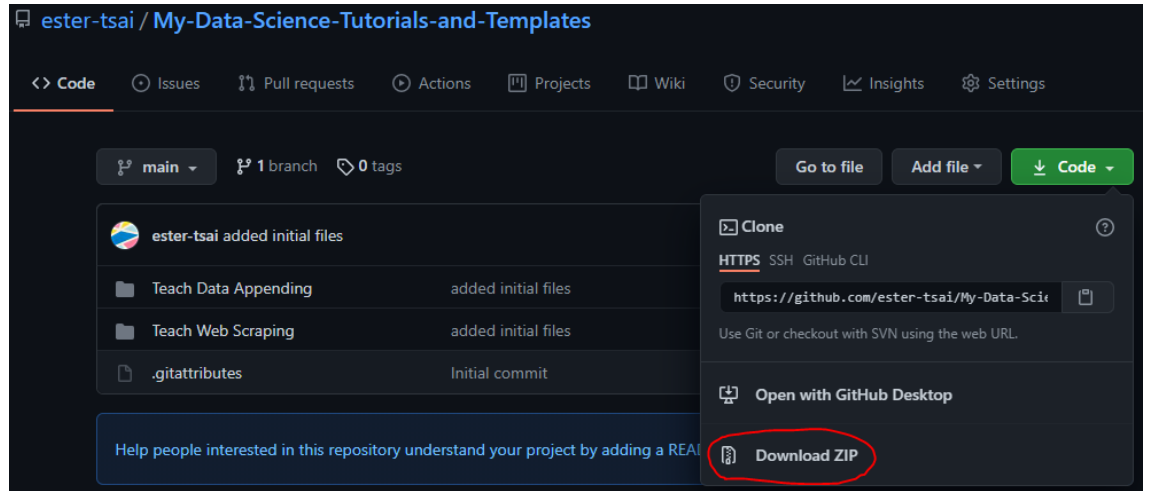 ester-tsai / My-Data-Science-Tutorials-and-Templates
Code Issues Pull requests Actions Projects Wiki Security Insights Settings
main 1 branch 0 tags Go to file Add file Code
ester-tsai added initial files
Teach Data Appending added initial files
Teach Web Scraping added initial files
.gitattributes Initial commit
Help people interested in this repository understand your project by adding a
Clone
HTTPS SSH GitHub CLI
https://github.com/ester-tsai/My-Data-Scie
Use Git or checkout with SVN using the web URL.
Open with GitHub Desktop
Download ZIP